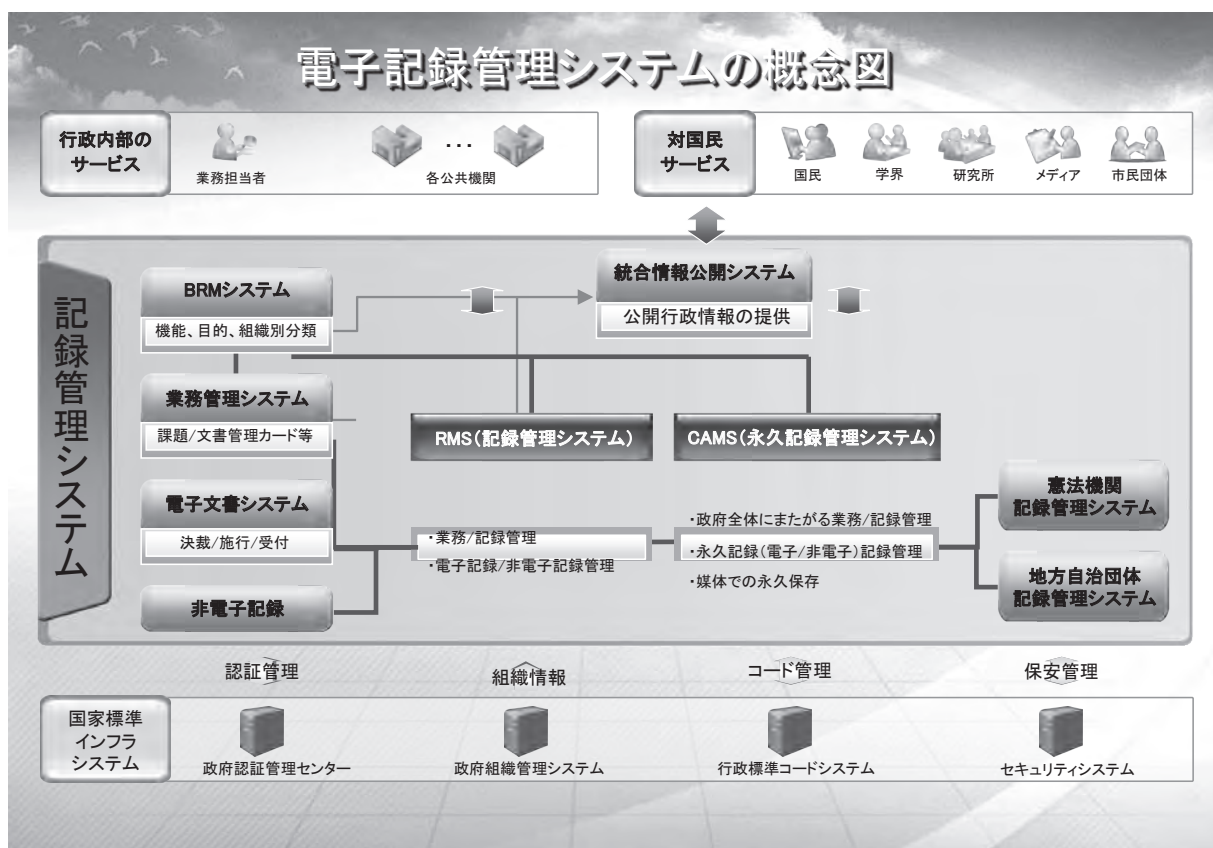 電子記録管理システムの概念図
行政内部の
サービス
業務担当者
...
各公共機関
対国民
サービス
国民
学界
研究所
メディア
市民団体
記録管理システム
BRMシステム
機能、目的、組織別分類
統合情報公開システム
公開行政情報の提供
業務管理システム
課題/文書管理カード等
RMS(記録管理システム)
CAMS(永久記録管理システム)
電子文書システム
決裁/施行/受付
非電子記録
・業務/記録管理
・電子記録/非電子記録管理
・政府全体にまたがる業務/記録管理
・永久記録(電子/非電子)記録管理
・媒体での永久保存
憲法機関
記録管理システム
地方自治団体
記録管理システム
認証管理
組織情報
コード管理
保安管理
国家標準
インフラ
システム
政府認証管理センター
政府組織管理システム
行政標準コードシステム
セキュリティシステム